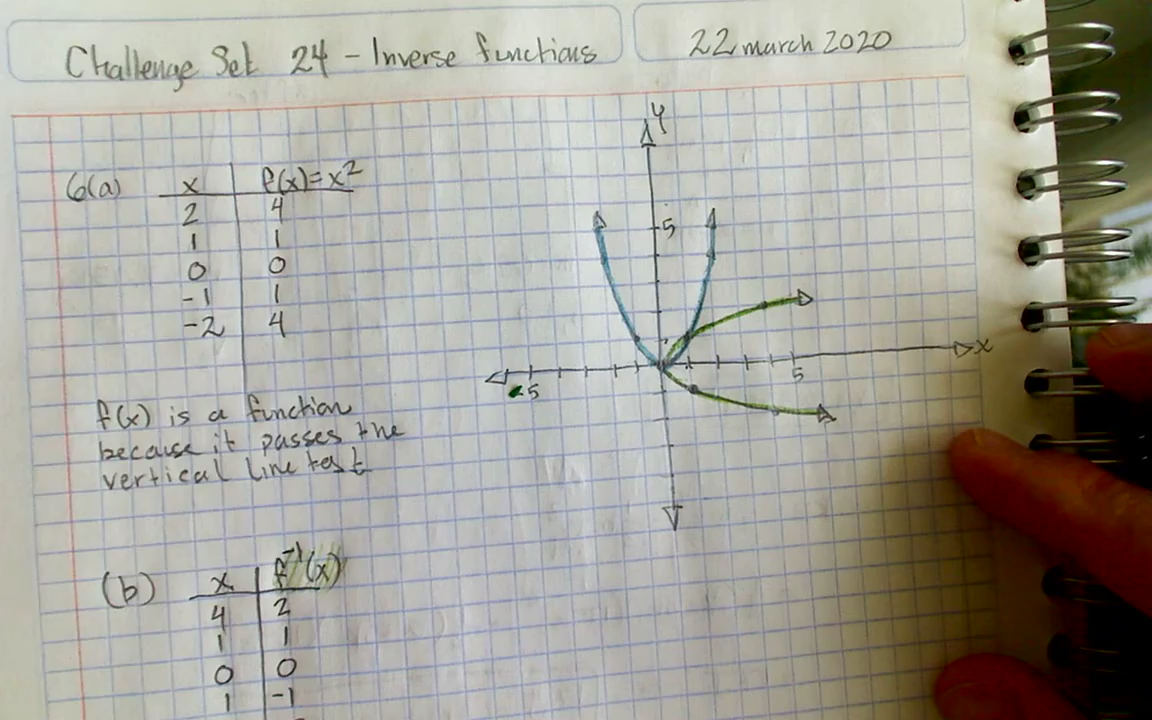 Challenge Set 24 - Inverse functions
22 march 2020
6(a)
x f(x)=x²
2 4
1 1
0 0
-1 1
-2 4
f(x) is a function
because it passes the
vertical line test
y
5
x
5
-5
(b)
x f⁻¹(x)
4 2
1 1
0 0
1 -1